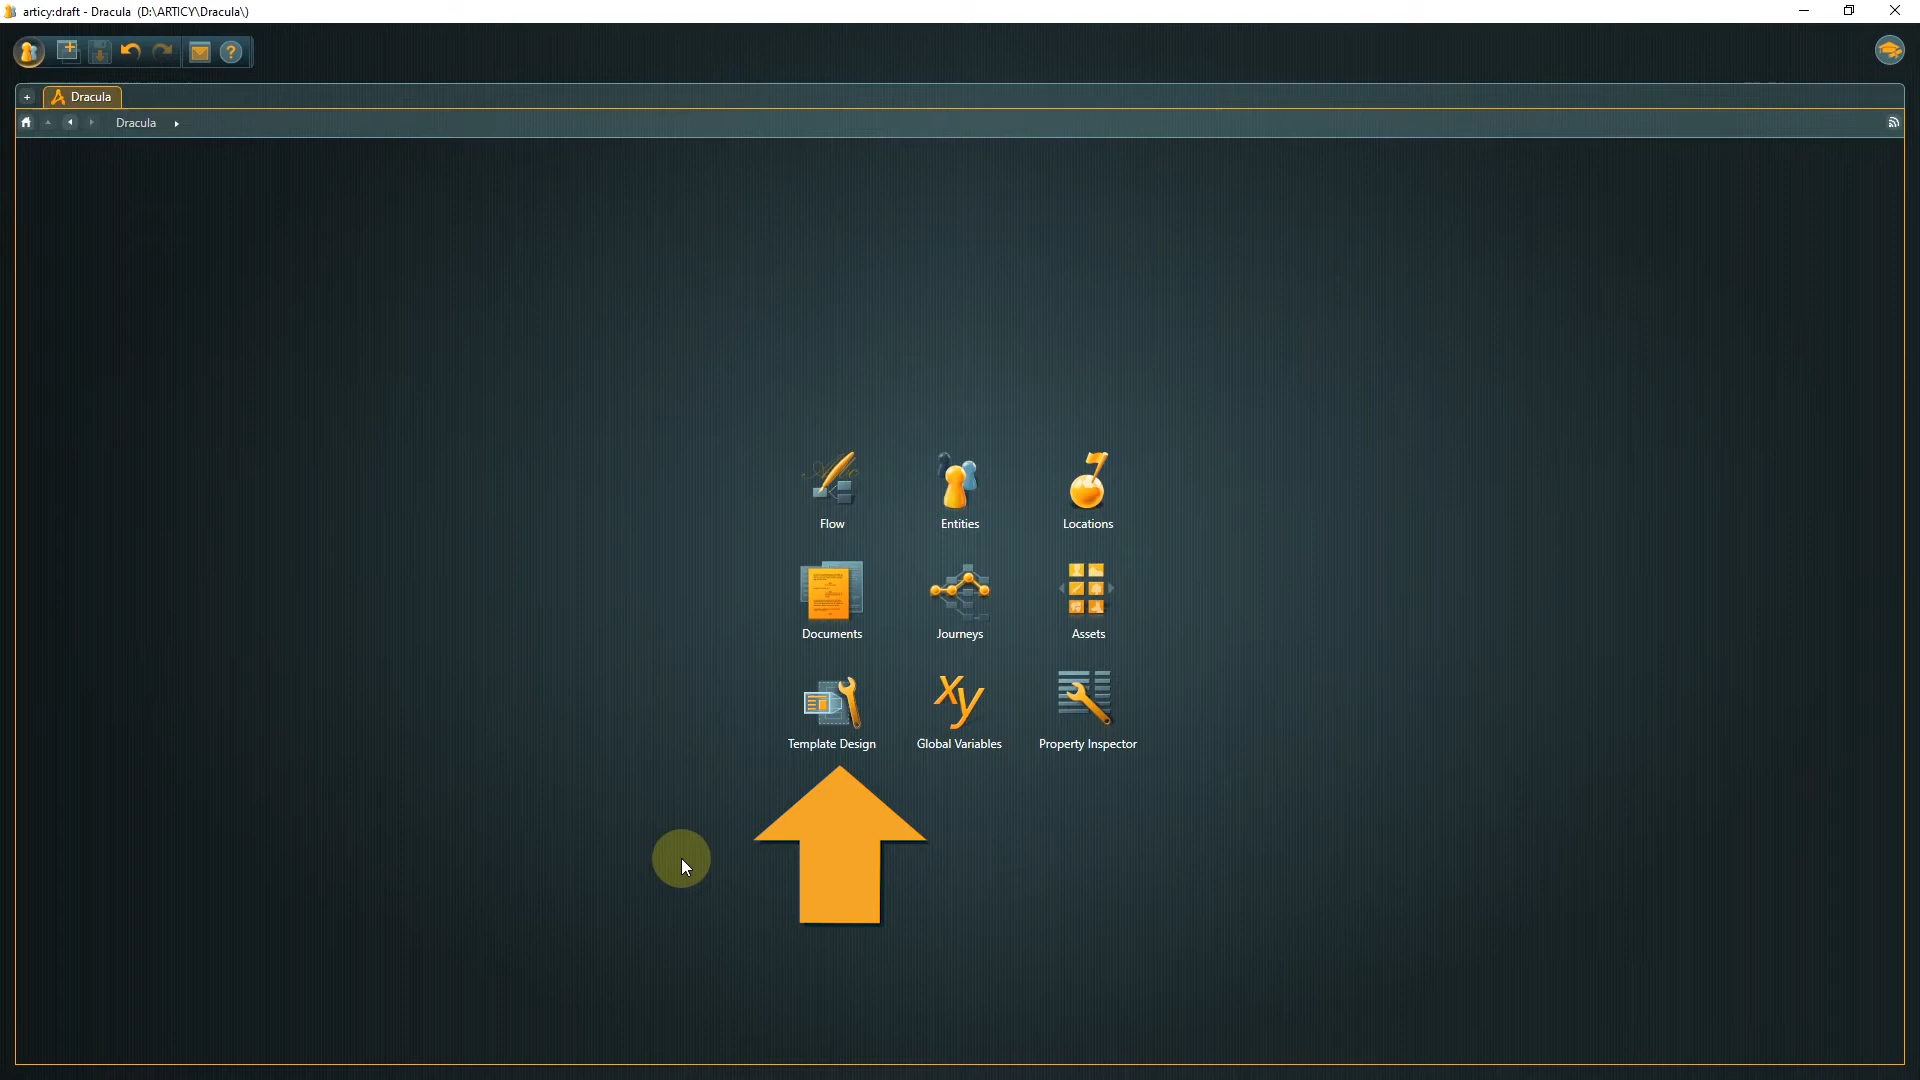 articy:draft - Dracula (D:\ARTICY\Dracula\)
Dracula
Dracula
Flow
Entities
Locations
Documents
Journeys
Assets
xy
Template Design
Global Variables
Property Inspector